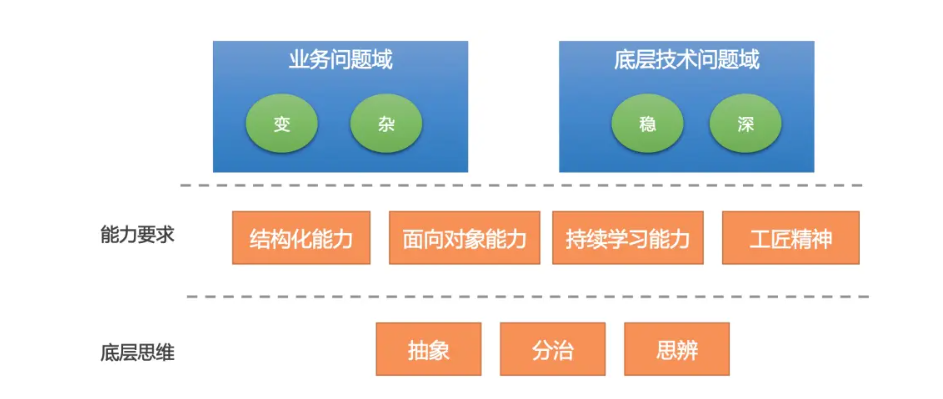 业务问题域
底层技术问题域
变
杂
稳
深
能力要求
结构化能力
面向对象能力
持续学习能力
工匠精神
底层思维
抽象
分治
思辨